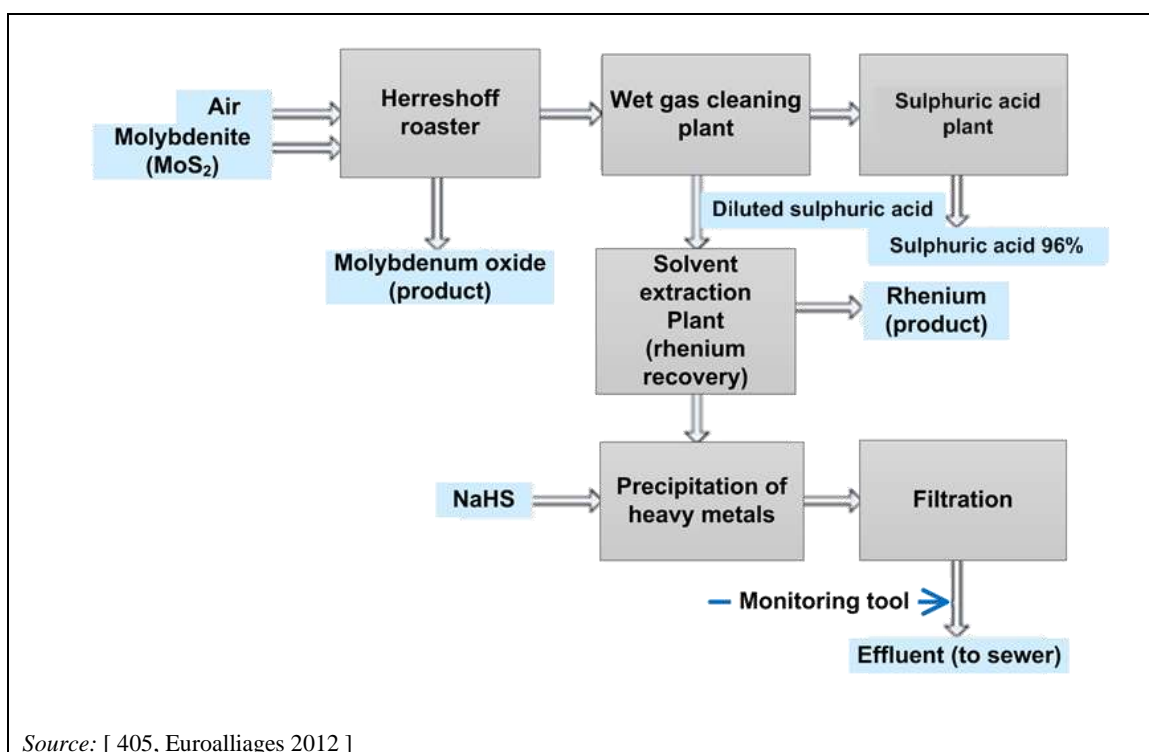 Air
Molybdenite
(MoS₂)
Herreshoff
roaster
Wet gas cleaning
plant
Sulphuric acid
plant
Molybdenum oxide
(product)
Diluted sulphuric acid
Sulphuric acid 96%
Solvent
extraction
Plant
(rhenium
recovery)
Rhenium
(product)
NaHS
Precipitation of
heavy metals
Filtration
Monitoring tool
Effluent (to sewer)
Source: [ 405, Euroalliages 2012 ]